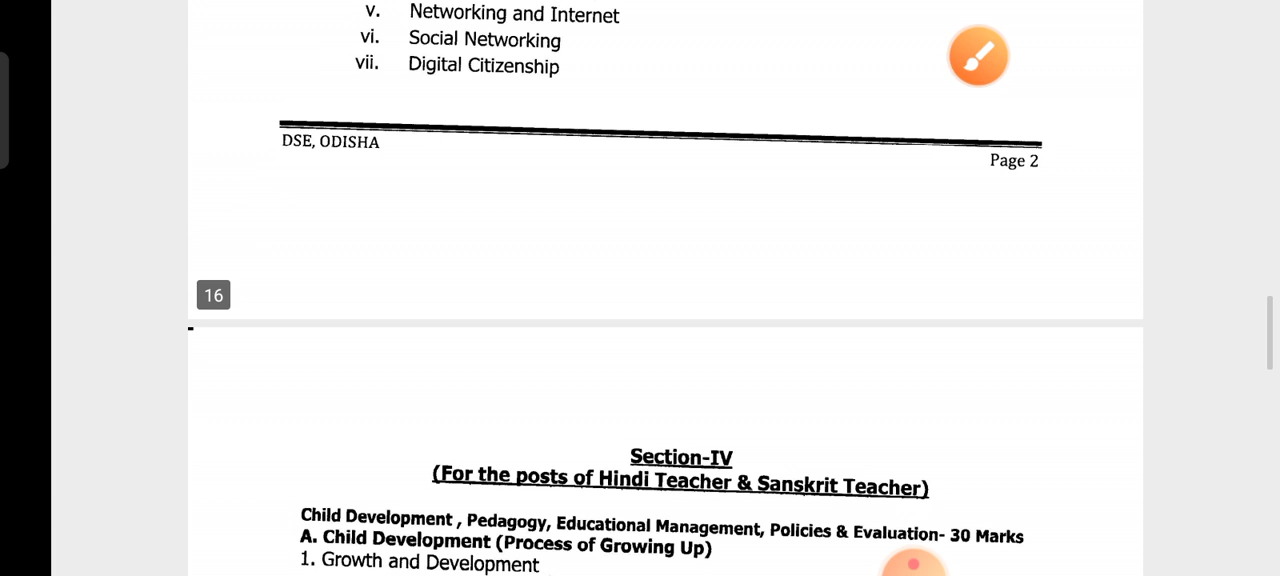 v. Networking and Internet
vi. Social Networking
vii. Digital Citizenship
DSE, ODISHA
Page 2
16
Section-IV
(For the posts of Hindi Teacher & Sanskrit Teacher)
Child Development , Pedagogy, Educational Management, Policies & Evaluation- 30 Marks
A. Child Development (Process of Growing Up)
1. Growth and Development